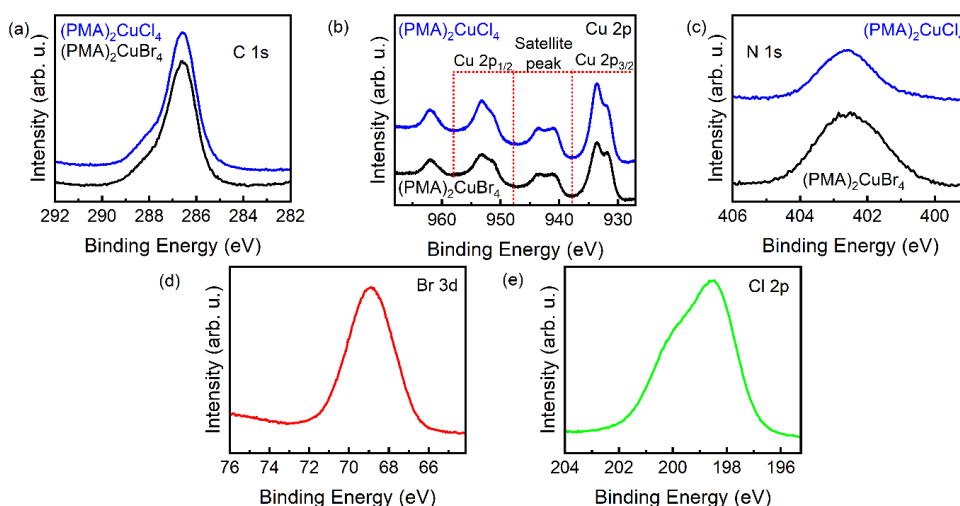 (a)
(PMA)₂CuCl₄
(PMA)₂CuBr₄
C 1s
Intensity (arb. u.)
292 290 288 286 284 282
Binding Energy (eV)
(b)
(PMA)₂CuCl₄
Cu 2p
Cu 2p₁/₂
Satellite
peak
Cu 2p₃/₂
(PMA)₂CuBr₄
Intensity (arb. u.)
960 950 940 930
Binding Energy (eV)
(c)
(PMA)₂CuCl
N 1s
(PMA)₂CuBr₄
Intensity (arb. u.)
406 404 402 400
Binding Energy (eV)
(d)
Br 3d
Intensity (arb. u.)
76 72 70 68 66
Binding Energy (eV)
(e)
Cl 2p
Intensity (arb. u.)
204 202 200 198 196
Binding Energy (eV)